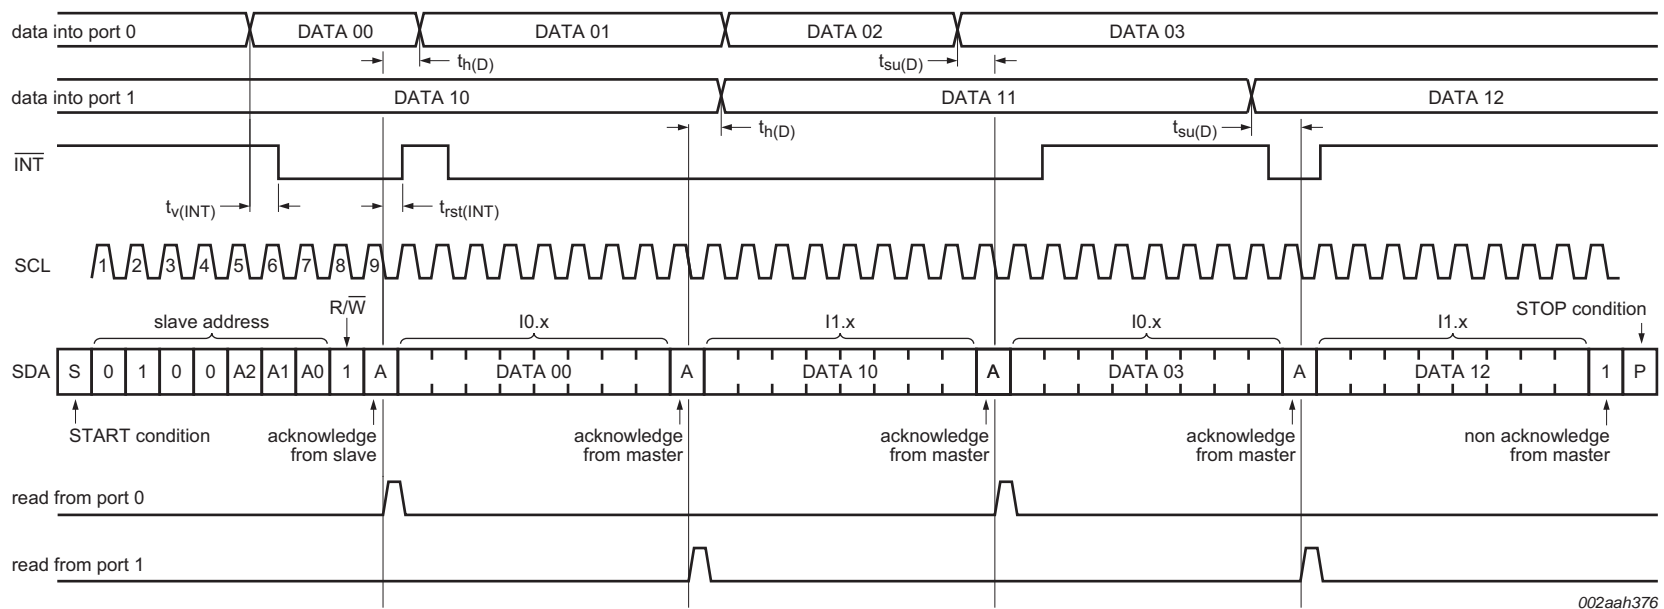 data into port 0 DATA 00 DATA 01 DATA 02 DATA 03
th(D) tsu(D)
data into port 1 DATA 10 DATA 11 DATA 12
th(D) tsu(D)
INT
tv(INT) trst(INT)
SCL 1 2 3 4 5 6 7 8 9
R/W STOP condition
slave address I0.x I1.x I0.x I1.x
SDA S 0 1 0 0 A2 A1 A0 1 A DATA 00 A DATA 10 A DATA 03 A DATA 12 1 P
START condition acknowledge acknowledge acknowledge acknowledge non acknowledge
from slave from master from master from master from master
read from port 0
read from port 1
002aah376